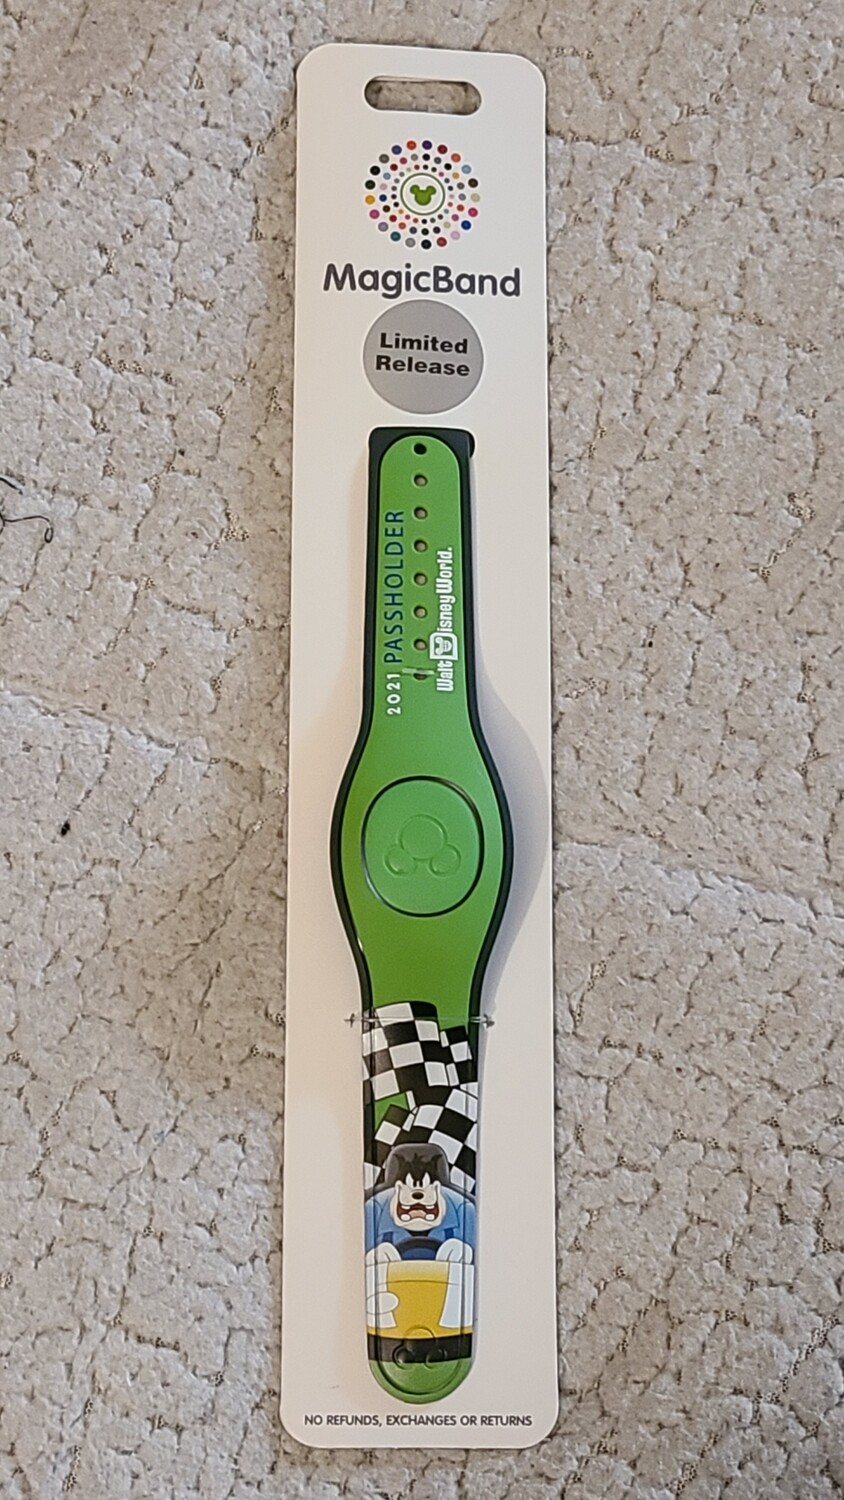 MagicBand
Limited
Release
2021 PASSHOLDER
Walt Disney World.
NO REFUNDS, EXCHANGES OR RETURNS